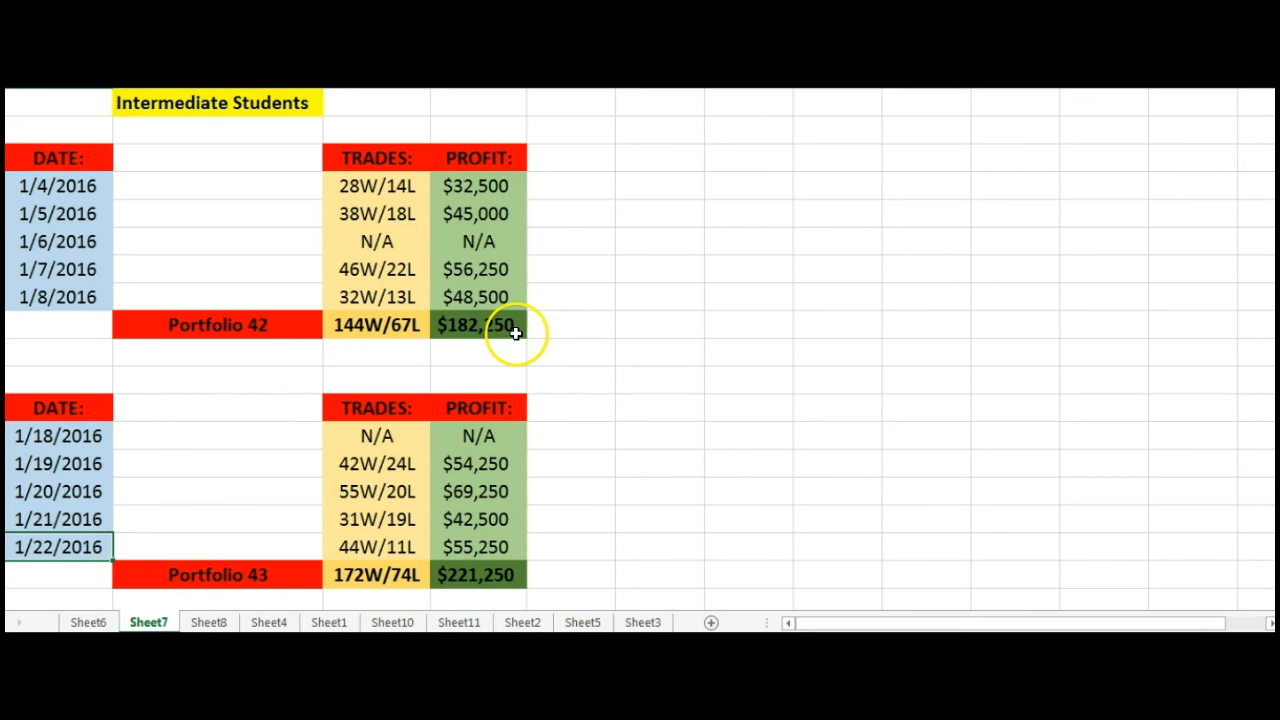 Intermediate Students
DATE: TRADES: PROFIT:
1/4/2016 28W/14L $32,500
1/5/2016 38W/18L $45,000
1/6/2016 N/A N/A
1/7/2016 46W/22L $56,250
1/8/2016 32W/13L $48,500
Portfolio 42 144W/67L $182,250
DATE: TRADES: PROFIT:
1/18/2016 N/A N/A
1/19/2016 42W/24L $54,250
1/20/2016 55W/20L $69,250
1/21/2016 31W/19L $42,500
1/22/2016 44W/11L $55,250
Portfolio 43 172W/74L $221,250
Sheet6 Sheet7 Sheet8 Sheet4 Sheet1 Sheet10 Sheet11 Sheet2 Sheet5 Sheet3